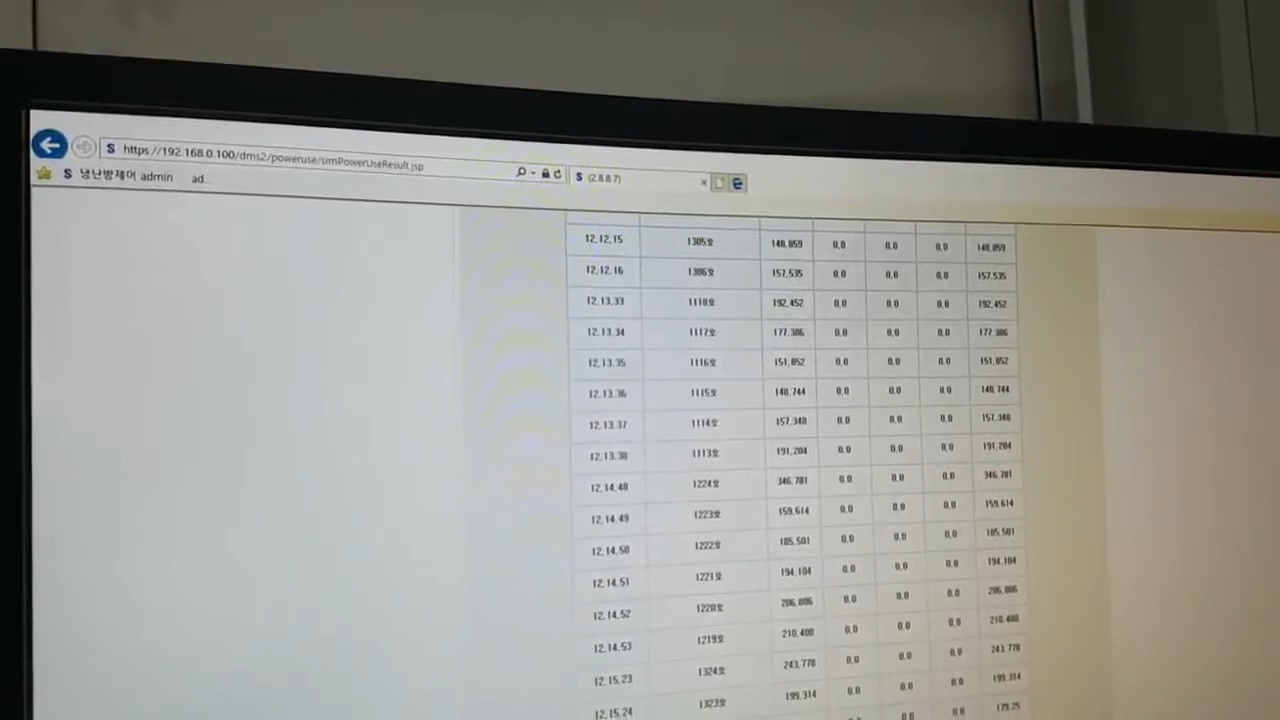 S https://192.168.0.100/dms2/poweruse/umPowerUseResult.jsp S (2.8.8.7) x
S 냉난방제어 admin ad...
12.12.15 1305호 148,859 0.0 0.0 0.0 148,859
12.12.16 1306호 157,535 0.0 0.0 0.0 157,535
12.13.33 1118호 192,452 0.0 0.0 0.0 192,452
12.13.34 1117호 177,386 0.0 0.0 0.0 177,386
12.13.35 1116호 151,852 0.0 0.0 0.0 151,852
12.13.36 1115호 148,744 0.0 0.0 0.0 148,744
12.13.37 1114호 157,348 0.0 0.0 0.0 157,348
12.13.38 1113호 191,204 0.0 0.0 0.0 191,204
12.14.48 1224호 346,781 0.0 0.0 0.0 346,781
12.14.49 1223호 159,614 0.0 0.0 0.0 159,614
12.14.50 1222호 185,501 0.0 0.0 0.0 185,501
12.14.51 1221호 194,104 0.0 0.0 0.0 194,104
12.14.52 1220호 206,806 0.0 0.0 0.0 206,806
12.14.53 1219호 210,408 0.0 0.0 0.0 210,408
12.15.23 1324호 243,778 0.0 0.0 0.0 243,778
12.15.24 1323호 199,314 0.0 0.0 0.0 199,314